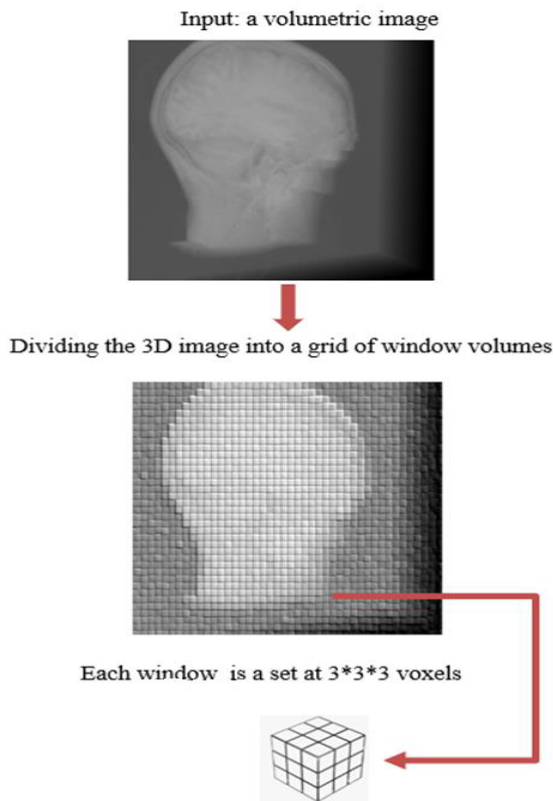 Input: a volumetric image
Dividing the 3D image into a grid of window volumes
Each window is a set at 3*3*3 voxels